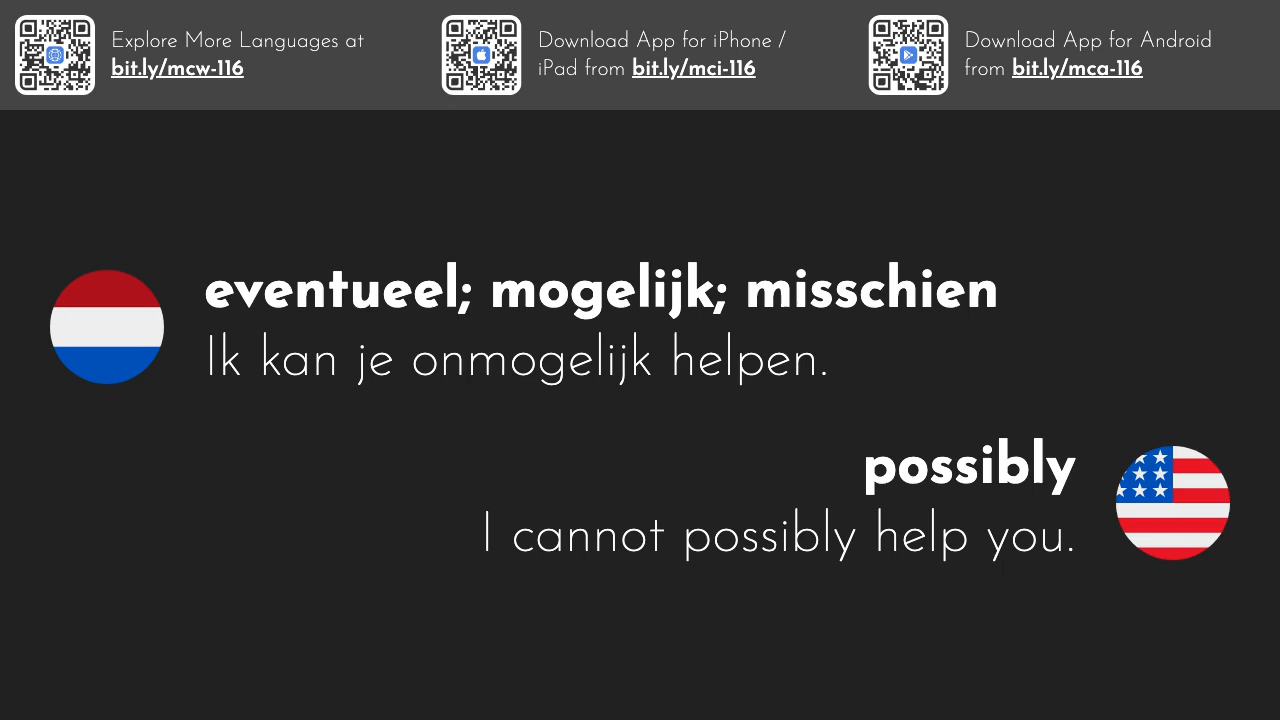 Explore More Languages at
bit.ly/mcw-116
Download App for iPhone /
iPad from bit.ly/mci-116
Download App for Android
from bit.ly/mca-116
eventueel; mogelijk; misschien
Ik kan je onmogelijk helpen.
possibly
I cannot possibly help you.